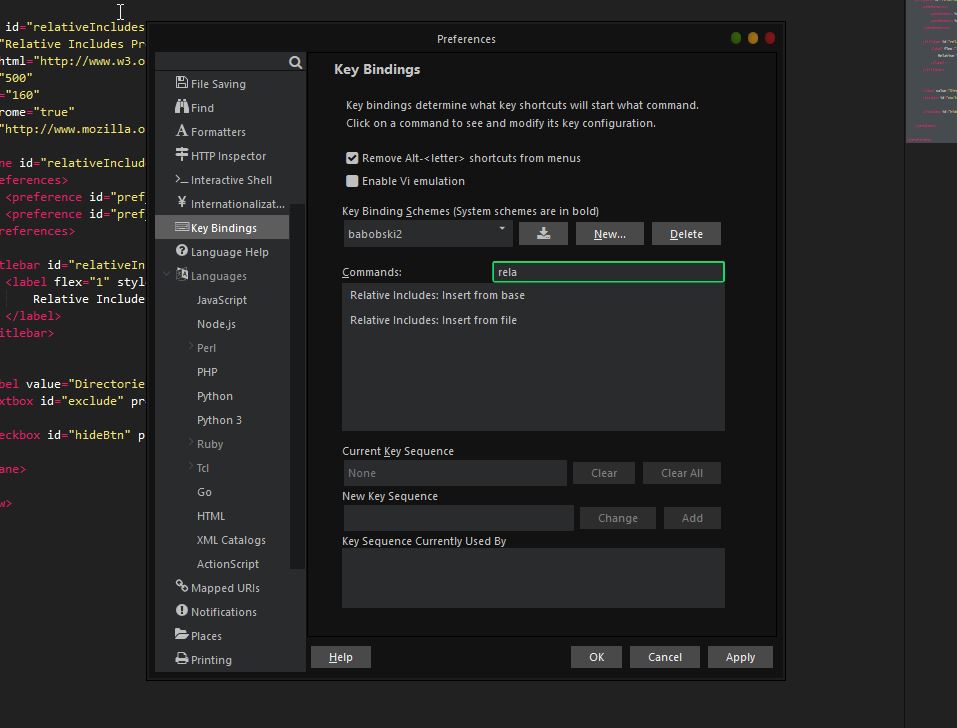 id="relativeIncludes
"Relative Includes Pr
html="http://www.w3.o
"500"
="160"
rome="true"
"http://www.mozilla.o
ne id="relativeInclud
eferences>
<preference id="pref_
<preference id="pref_
references>
tlebar id="relativeIn
<label flex="1" style
Relative Include
</label>
itlebar>
bel value="Directorie
xtbox id="exclude" pr
eckbox id="hideBtn" p
ane>
w>
Preferences
File Saving
Find
Formatters
HTTP Inspector
Interactive Shell
Internationalizat...
Key Bindings
Language Help
Languages
JavaScript
Node.js
Perl
PHP
Python
Python 3
Ruby
Tcl
Go
HTML
XML Catalogs
ActionScript
Mapped URIs
Notifications
Places
Printing
Key Bindings
Key bindings determine what key shortcuts will start what command.
Click on a command to see and modify its key configuration.
Remove Alt-<letter> shortcuts from menus
Enable Vi emulation
Key Binding Schemes (System schemes are in bold)
babobski2
New...
Delete
Commands:
rela
Relative Includes: Insert from base
Relative Includes: Insert from file
Current Key Sequence
None
Clear
Clear All
New Key Sequence
Change
Add
Key Sequence Currently Used By
Help
OK
Cancel
Apply